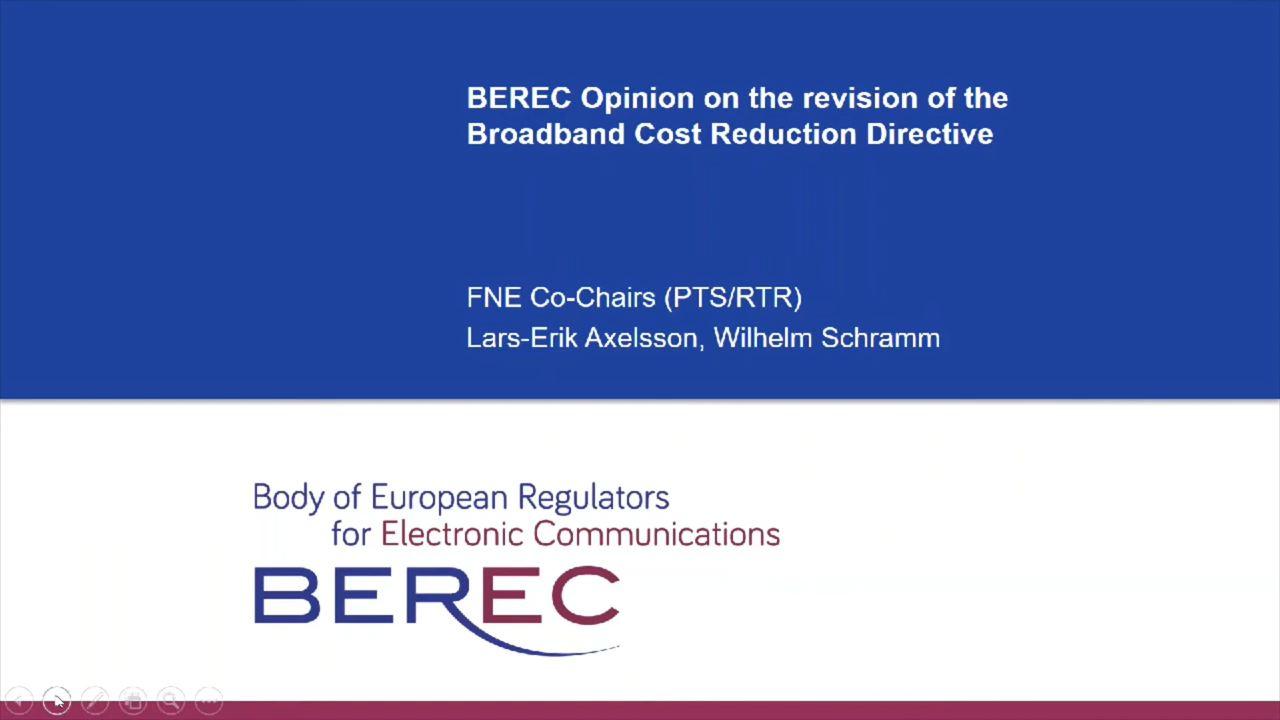 BEREC Opinion on the revision of the
Broadband Cost Reduction Directive
FNE Co-Chairs (PTS/RTR)
Lars-Erik Axelsson, Wilhelm Schramm
Body of European Regulators
for Electronic Communications
BEREC